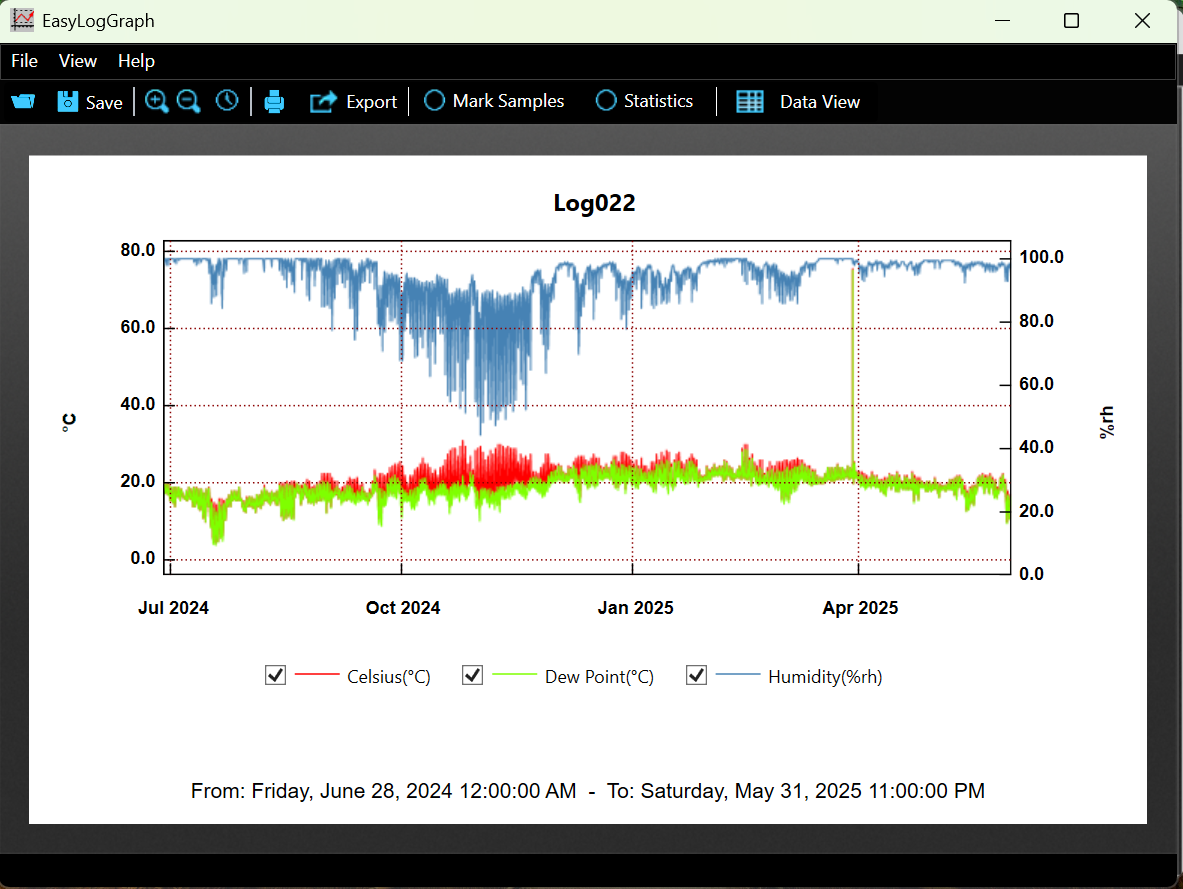 EasyLogGraph
File View Help
Save Export Mark Samples Statistics Data View
Log022
80.0
60.0
40.0
20.0
0.0
°C
100.0
80.0
60.0
40.0
20.0
0.0
%rh
Jul 2024 Oct 2024 Jan 2025 Apr 2025
Celsius(°C) Dew Point(°C) Humidity(%rh)
From: Friday, June 28, 2024 12:00:00 AM - To: Saturday, May 31, 2025 11:00:00 PM